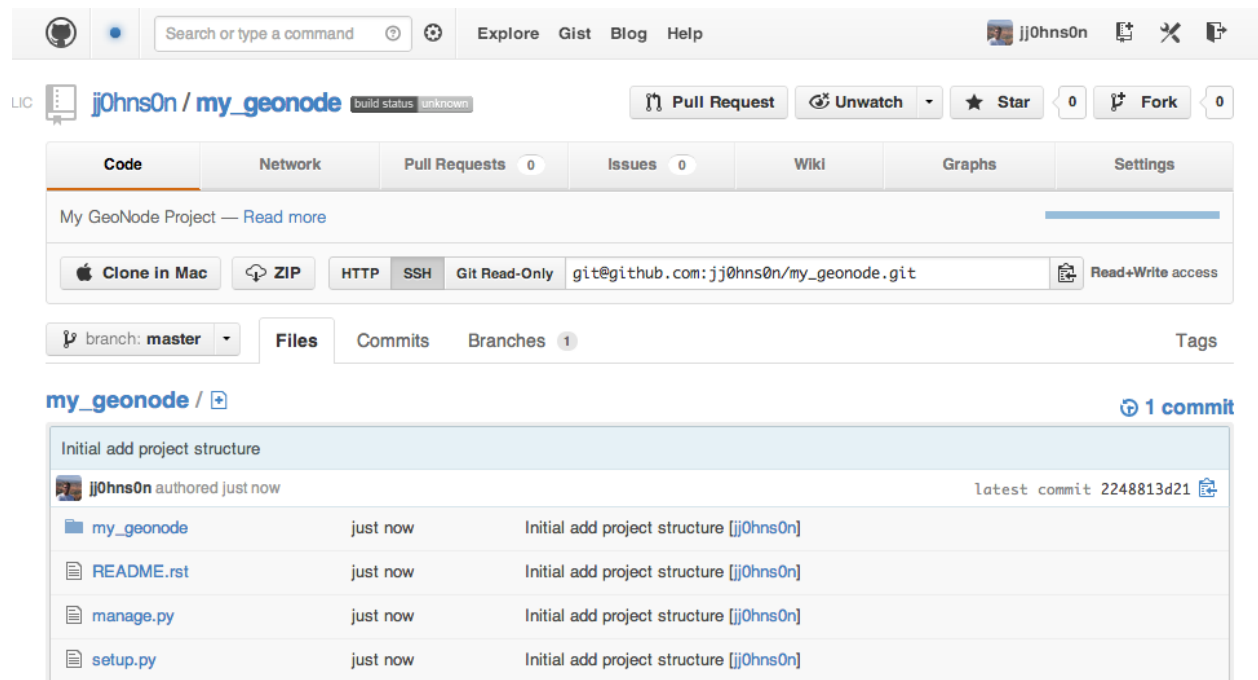 Search or type a command Explore Gist Blog Help jj0hns0n
LIC jj0hns0n / my_geonode build status unknown Pull Request Unwatch Star 0 Fork 0
Code Network Pull Requests 0 Issues 0 Wiki Graphs Settings
My GeoNode Project — Read more
Clone in Mac ZIP HTTP SSH Git Read-Only git@github.com:jj0hns0n/my_geonode.git Read+Write access
branch: master Files Commits Branches 1 Tags
my_geonode / 1 commit
Initial add project structure
jj0hns0n authored just now latest commit 2248813d21
my_geonode just now Initial add project structure [jj0hns0n]
README.rst just now Initial add project structure [jj0hns0n]
manage.py just now Initial add project structure [jj0hns0n]
setup.py just now Initial add project structure [jj0hns0n]